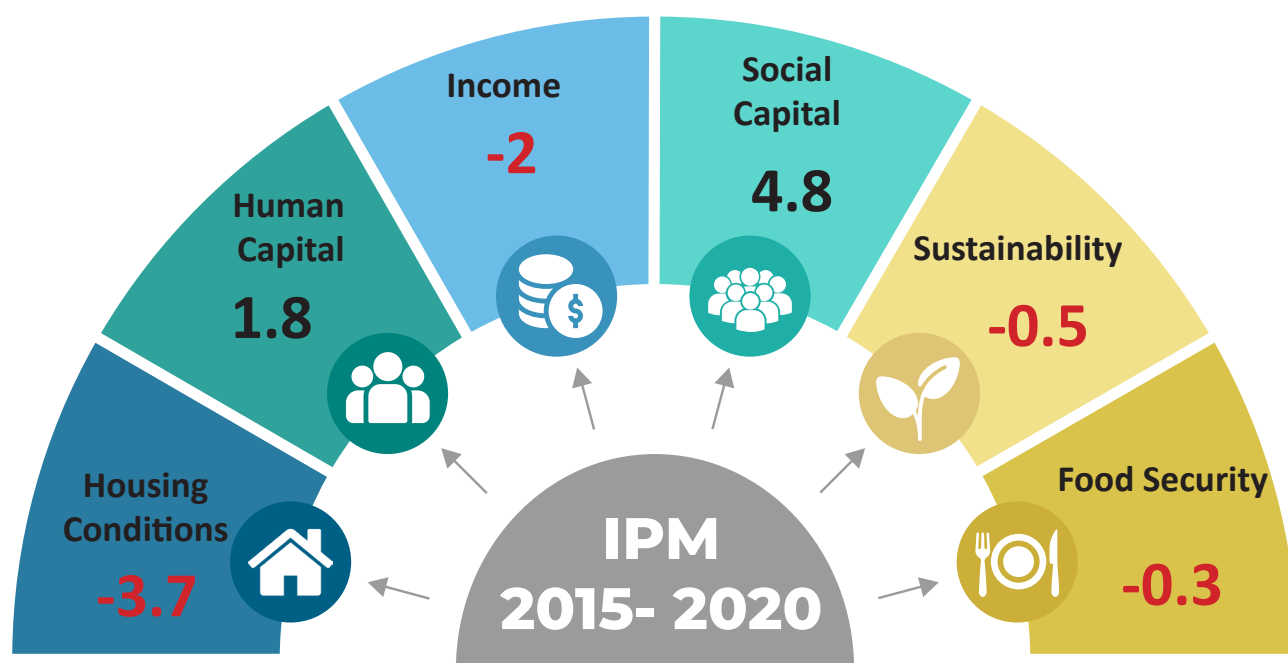 Housing
Conditions
-3.7
Human
Capital
1.8
Income
-2
$
Social
Capital
4.8
Sustainability
-0.5
Food Security
-0.3
IPM
2015- 2020